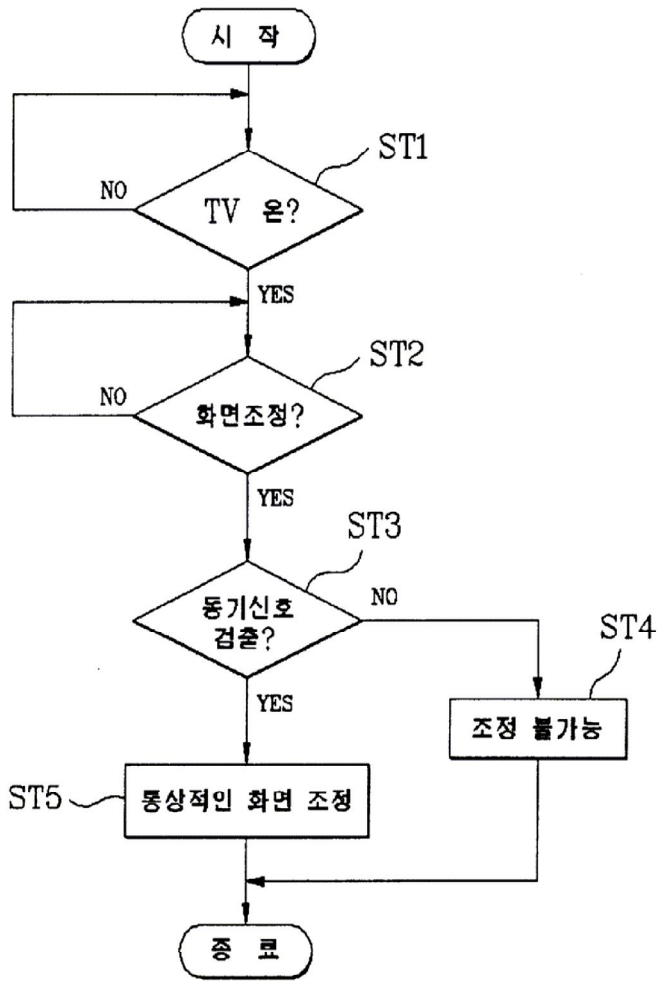 시 작
ST1
NO
TV 온?
YES
ST2
NO
화면조정?
YES
ST3
동기신호
검출?
NO
YES
ST4
조정 불가능
ST5
통상적인 화면 조정
종 료